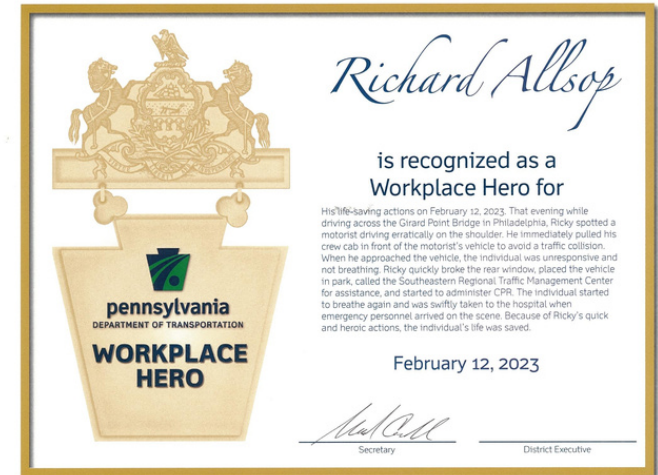 Richard Allsop
is recognized as a
Workplace Hero for
His life-saving actions on February 12, 2023. That evening while
driving across the Girard Point Bridge in Philadelphia, Ricky spotted a
motorist driving erratically on the shoulder. He immediately pulled his
crew cab in front of the motorist's vehicle to avoid a traffic collision.
When he approached the vehicle, the individual was unresponsive and
not breathing. Ricky quickly broke the rear window, placed the vehicle
in park, called the Southeastern Regional Traffic Management Center
for assistance, and started to administer CPR. The individual started
to breathe again and was swiftly taken to the hospital when
emergency personnel arrived on the scene. Because of Ricky's quick
and heroic actions, the individual's life was saved.
February 12, 2023
Secretary
District Executive
pennsylvania
DEPARTMENT OF TRANSPORTATION
WORKPLACE
HERO